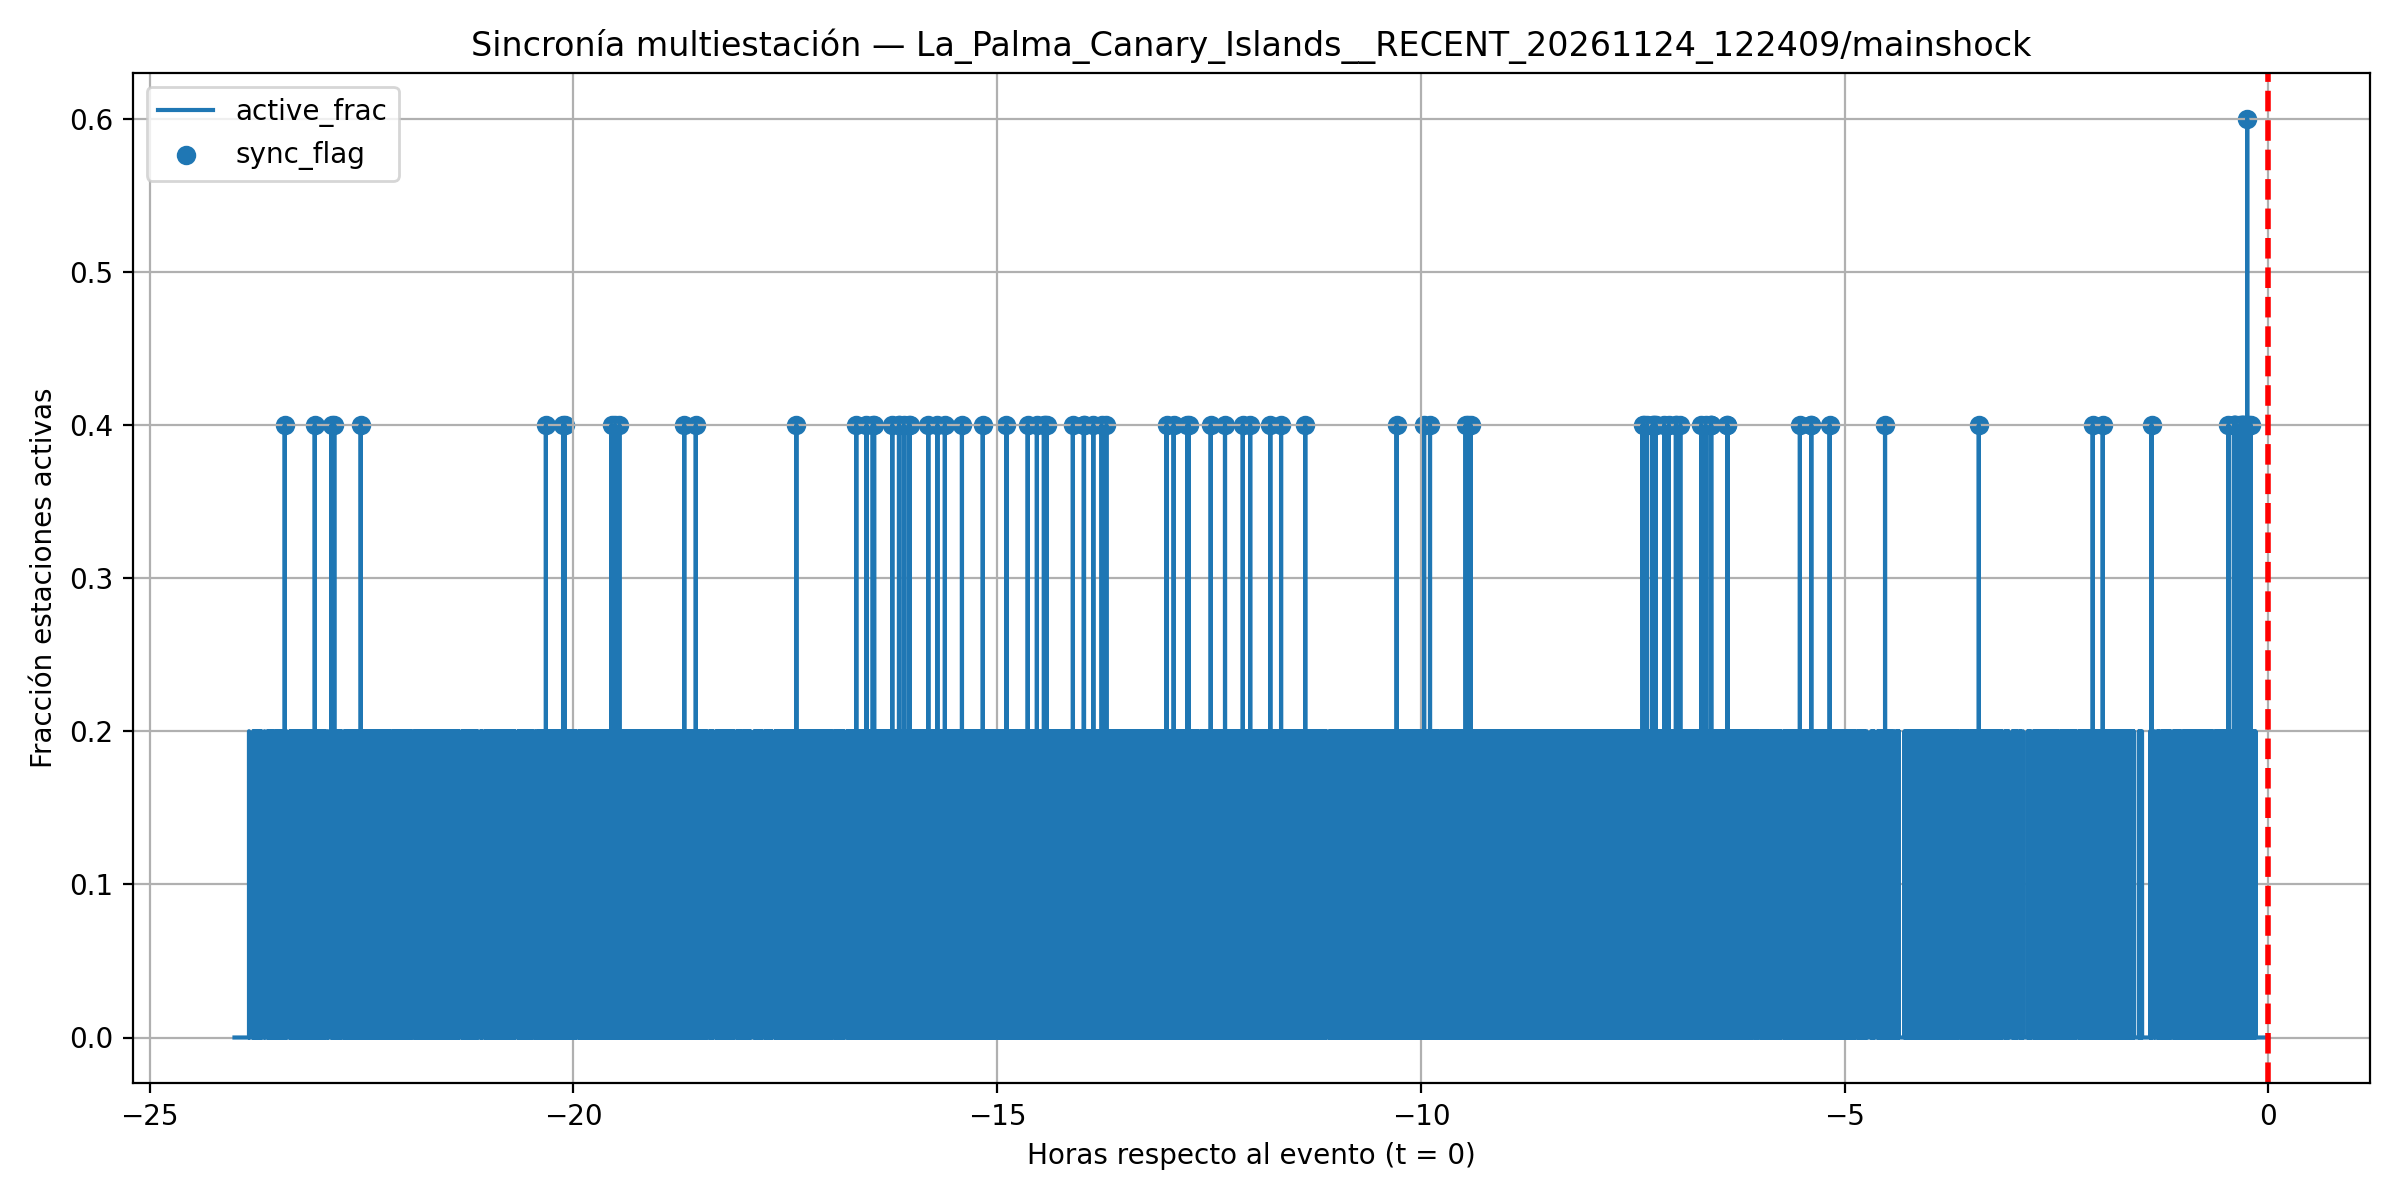 Sincronía multiestación — La_Palma_Canary_Islands__RECENT_20261124_122409/mainshock
active_frac
sync_flag
Fracción estaciones activas
0.6
0.5
0.4
0.3
0.2
0.1
0.0
−25
−20
−15
−10
−5
0
Horas respecto al evento (t = 0)